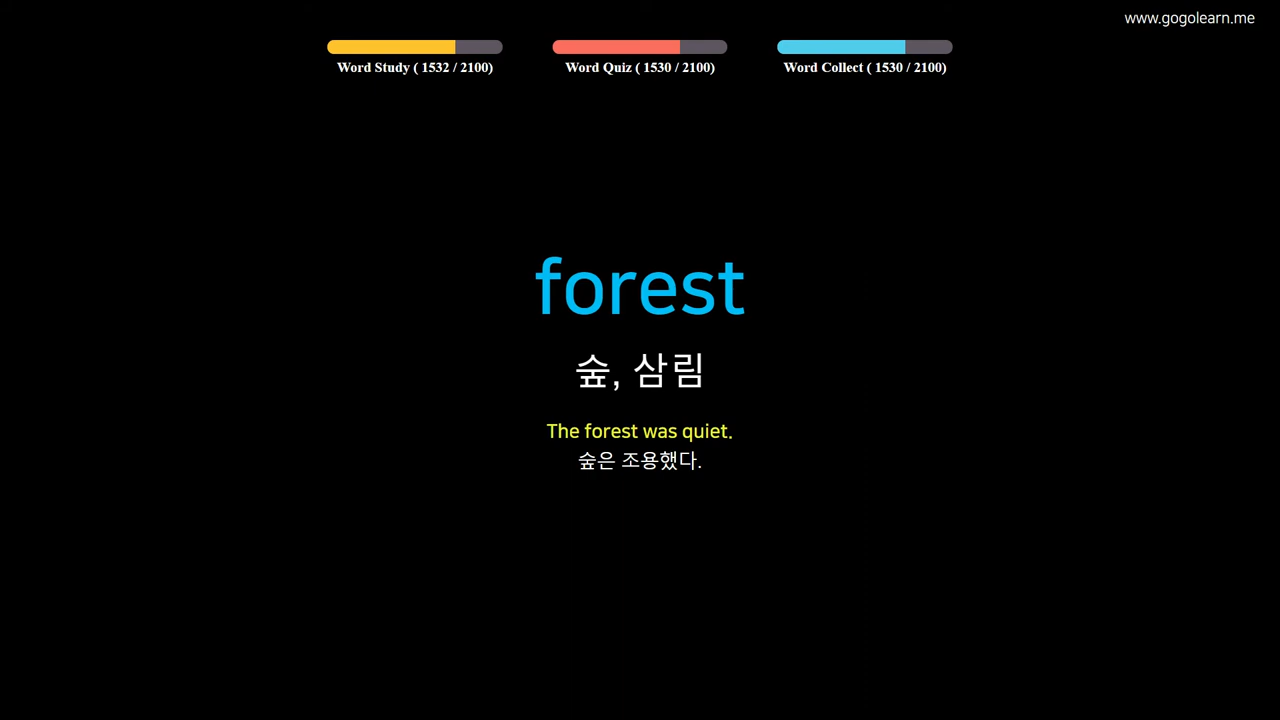 www.gogolearn.me
Word Study ( 1532 / 2100)
Word Quiz ( 1530 / 2100)
Word Collect ( 1530 / 2100)
forest
숲, 삼림
The forest was quiet.
숲은 조용했다.